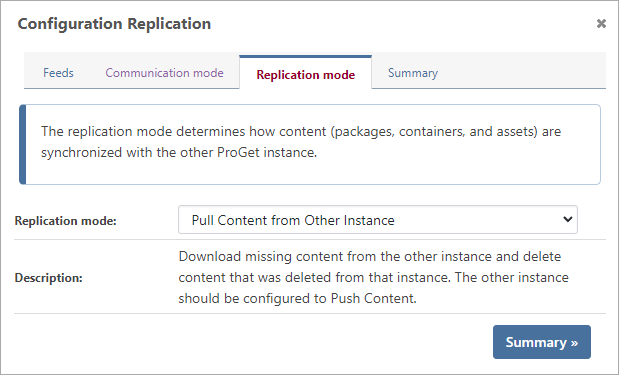 Configuration Replication ×
Feeds Communication mode Replication mode Summary
The replication mode determines how content (packages, containers, and assets) are
synchronized with the other ProGet instance.
Replication mode: Pull Content from Other Instance
Download missing content from the other instance and delete
Description: content that was deleted from that instance. The other instance
should be configured to Push Content.
Summary »